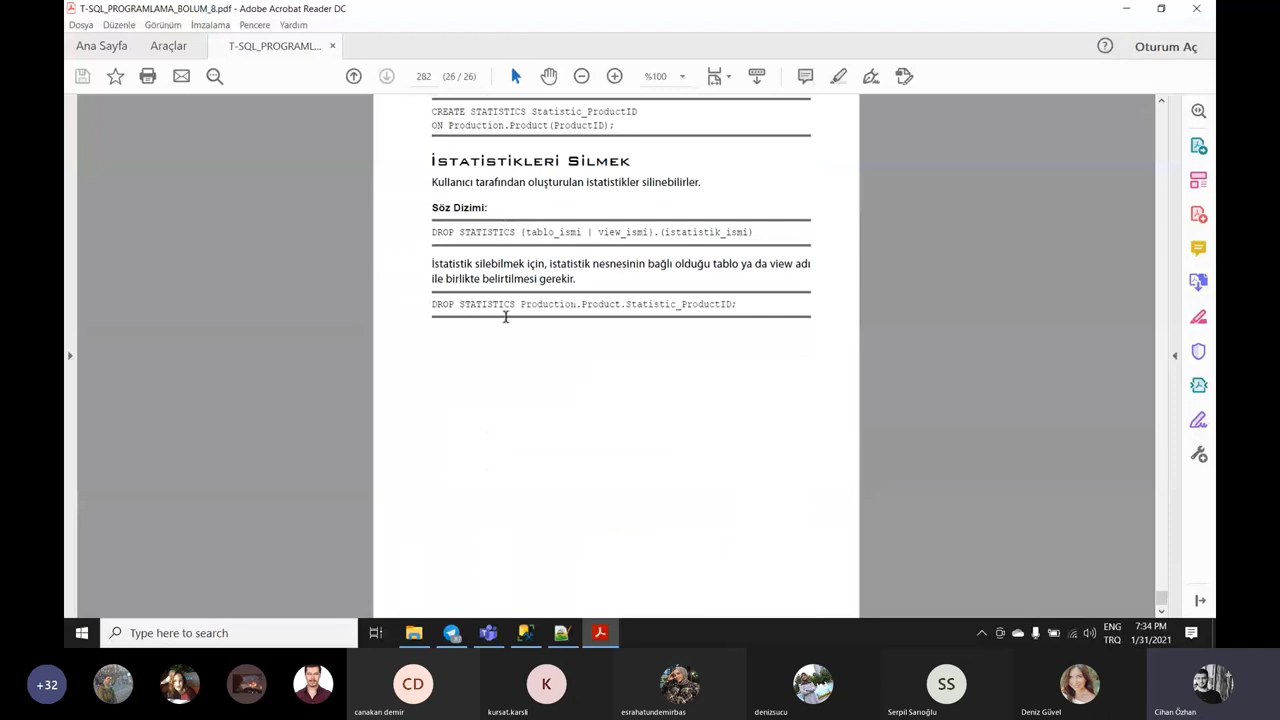 T-SQL_PROGRAMLAMA_BOLUM_8.pdf - Adobe Acrobat Reader DC
Dosya Düzenle Görünüm İmzalama Pencere Yardım
Ana Sayfa Araçlar T-SQL_PROGRAML... × Oturum Aç
282 (26 / 26) %100
CREATE STATISTICS Statistic_ProductID
ON Production.Product(ProductID);
İSTATİSTİKLERİ SİLMEK
Kullanıcı tarafından oluşturulan istatistikler silinebilirler.
Söz Dizimi:
DROP STATISTICS {tablo_ismi | view_ismi}.(istatistik_ismi)
İstatistik silebilmek için, istatistik nesnesinin bağlı olduğu tablo ya da view adı
ile birlikte belirtilmesi gerekir.
DROP STATISTICS Production.Product.Statistic_ProductID;
Type here to search
ENG 7:34 PM
TRQ 1/31/2021
+32 CD K SS
canakan demir kursat.karsli esrahatundemirbas denizsucu Serpil Sarıoğlu Deniz Güvel Cihan Özhan